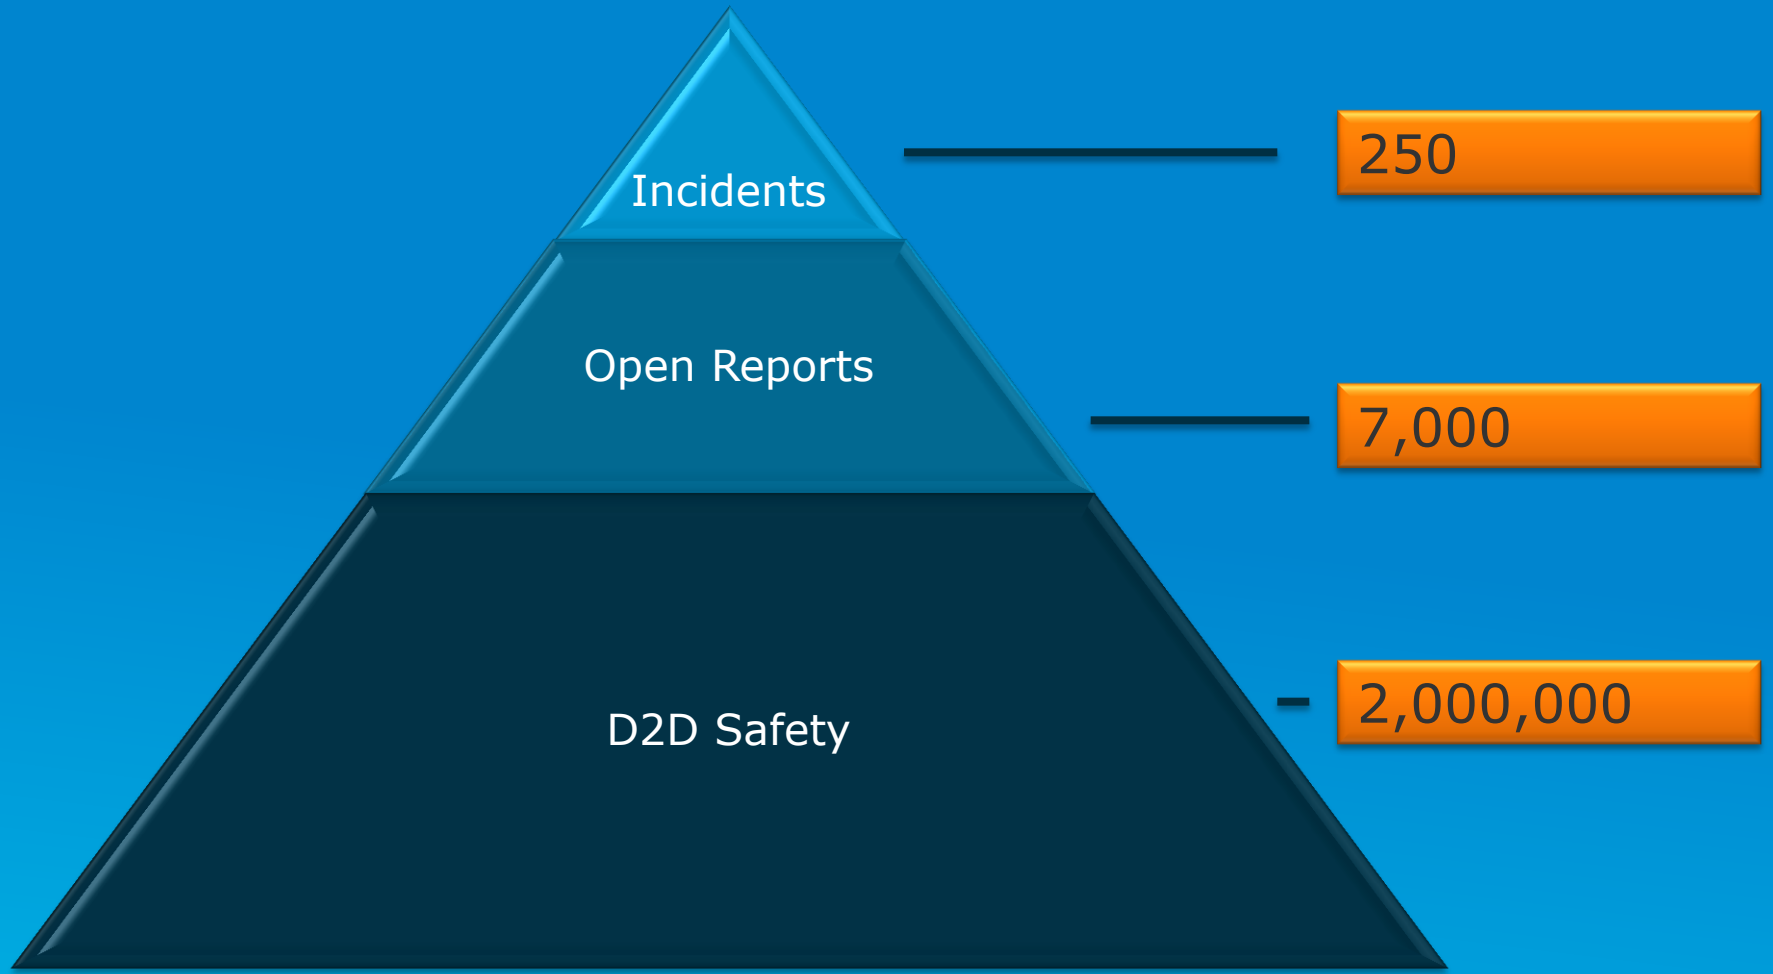 Incidents
250
Open Reports
7,000
D2D Safety
2,000,000